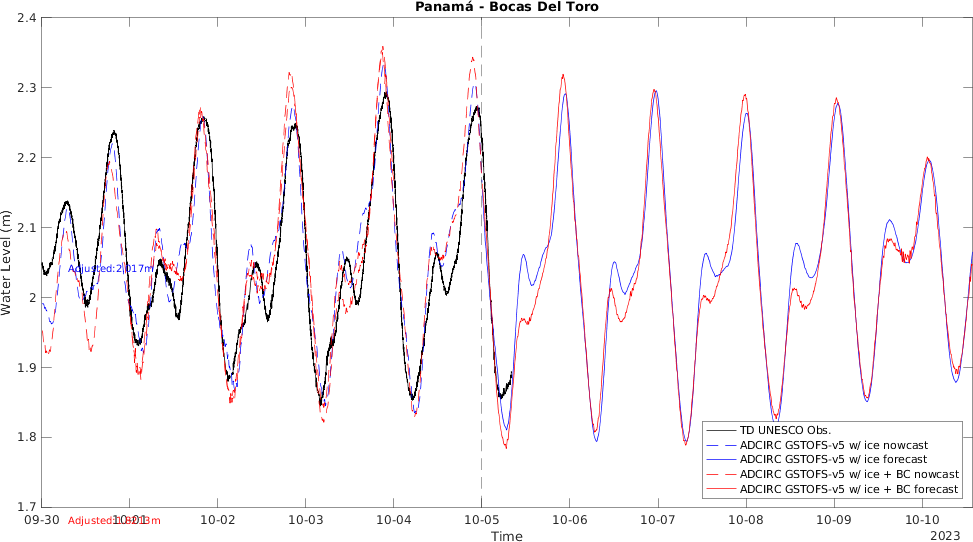 Panamá - Bocas Del Toro
2.4
2.3
2.2
2.1
2
1.9
1.8
1.7
Water Level (m)
Adjusted:2.017m
TD UNESCO Obs.
ADCIRC GSTOFS-v5 w/ ice nowcast
ADCIRC GSTOFS-v5 w/ ice forecast
ADCIRC GSTOFS-v5 w/ ice + BC nowcast
ADCIRC GSTOFS-v5 w/ ice + BC forecast
09-30 10-01 10-02 10-03 10-04 10-05 10-06 10-07 10-08 10-09 10-10
Time
2023